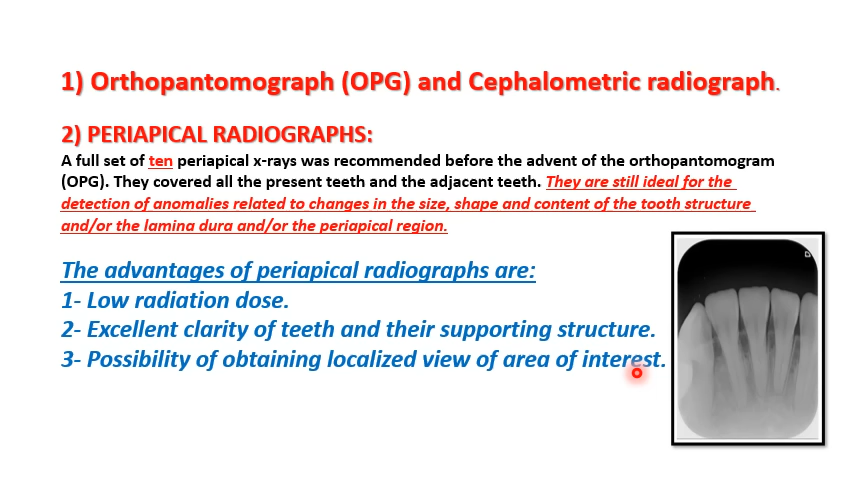 1) Orthopantomograph (OPG) and Cephalometric radiograph.
2) PERIAPICAL RADIOGRAPHS:
A full set of ten periapical x-rays was recommended before the advent of the orthopantomogram
(OPG). They covered all the present teeth and the adjacent teeth. They are still ideal for the
detection of anomalies related to changes in the size, shape and content of the tooth structure
and/or the lamina dura and/or the periapical region.
The advantages of periapical radiographs are:
1- Low radiation dose.
2- Excellent clarity of teeth and their supporting structure.
3- Possibility of obtaining localized view of area of interest.